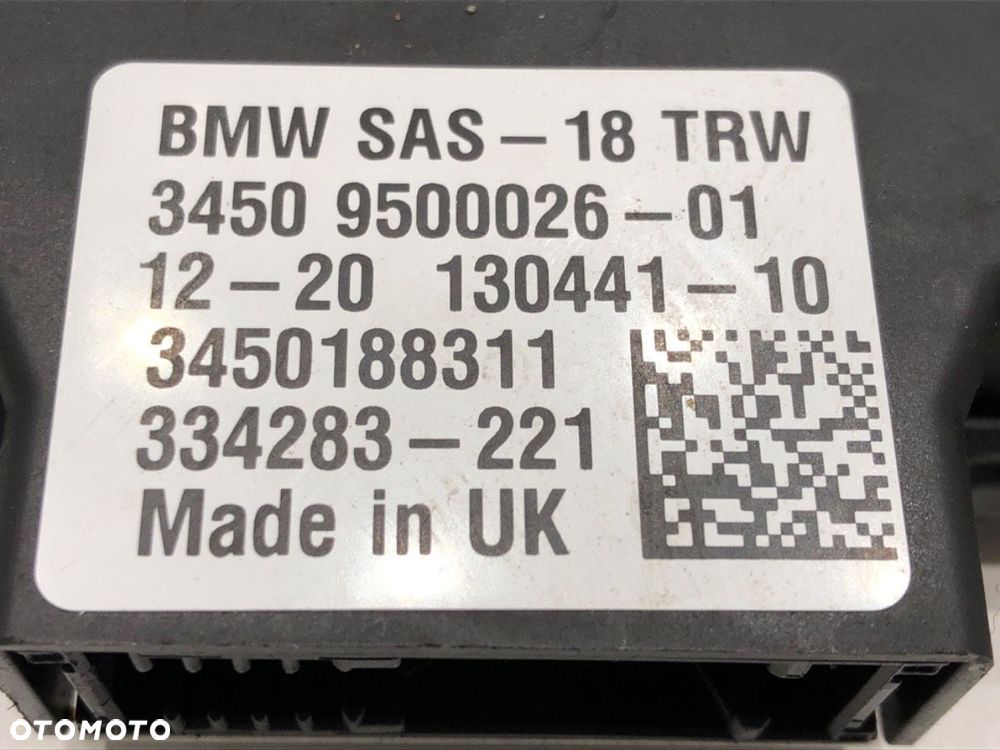 BMW SAS-18 TRW
3450 9500026-01
12-20 130441-10
3450188311
334283-221
Made in UK
OTOMOTO